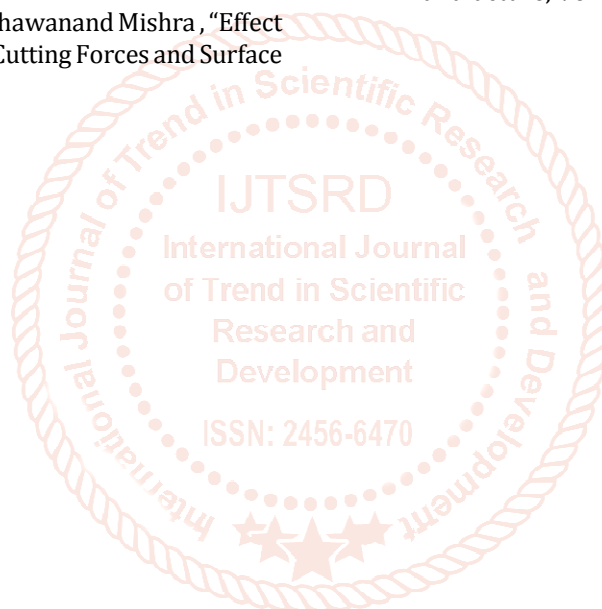 hawanand Mishra , “Effect
Cutting Forces and Surface
International Journal of Trend in Scientific Research and Development
IJTSRD
International Journal
of Trend in Scientific
Research and
Development
ISSN: 2456-6470